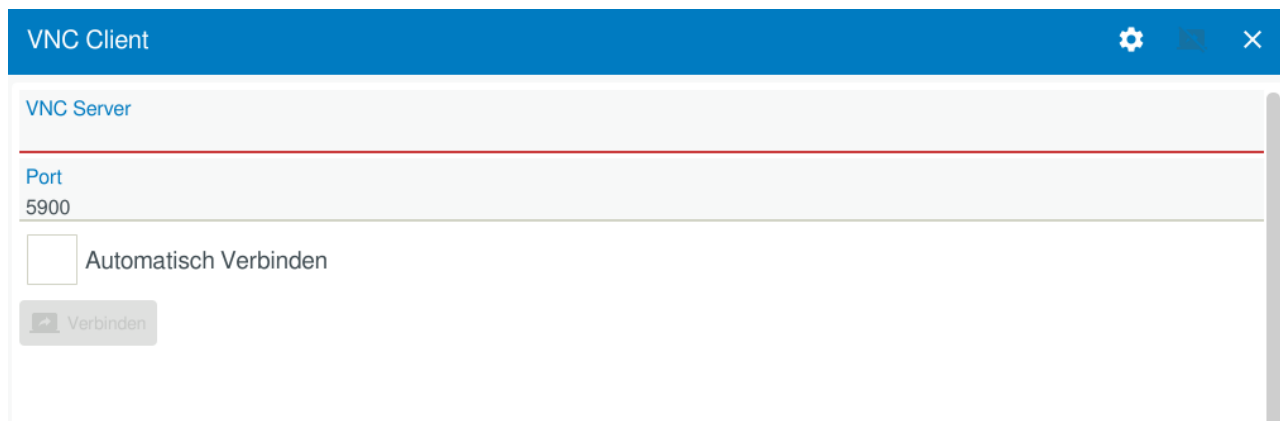 VNC Client
VNC Server
Port
5900
Automatisch Verbinden
Verbinden